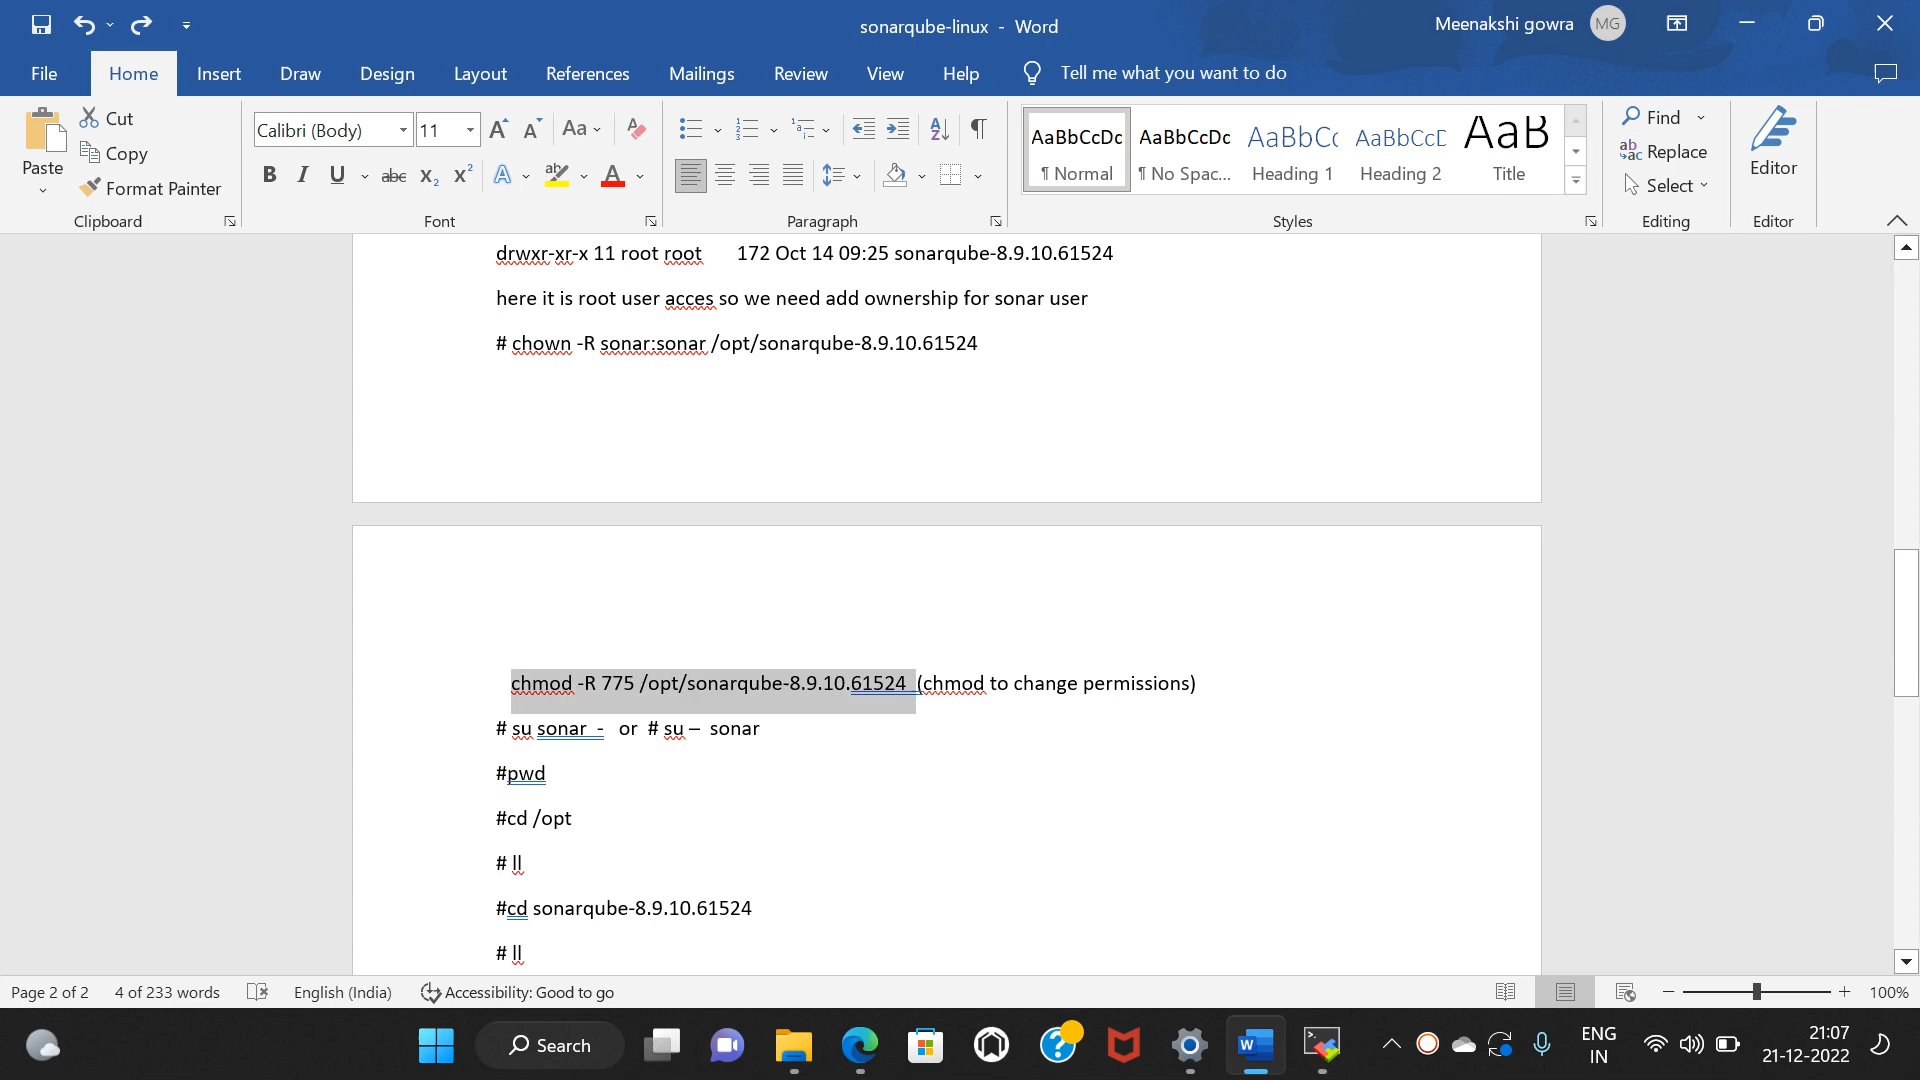 sonarqube-linux - Word
Meenakshi gowra MG
File Home Insert Draw Design Layout References Mailings Review View Help Tell me what you want to do
Paste
Cut
Copy
Format Painter
Clipboard
Calibri (Body) 11
Font
Paragraph
AaBbCcDc AaBbCcDc AaBbCc AaBbCcD AaB
¶ Normal ¶ No Spac... Heading 1 Heading 2 Title
Styles
Find
Replace
Select
Editing
Editor
Editor
drwxr-xr-x 11 root root 172 Oct 14 09:25 sonarqube-8.9.10.61524
here it is root user acces so we need add ownership for sonar user
# chown -R sonar:sonar /opt/sonarqube-8.9.10.61524
chmod -R 775 /opt/sonarqube-8.9.10.61524 (chmod to change permissions)
# su sonar - or # su – sonar
#pwd
#cd /opt
# ll
#cd sonarqube-8.9.10.61524
# ll
Page 2 of 2 4 of 233 words English (India) Accessibility: Good to go 100%
Search
ENG
IN
21:07
21-12-2022